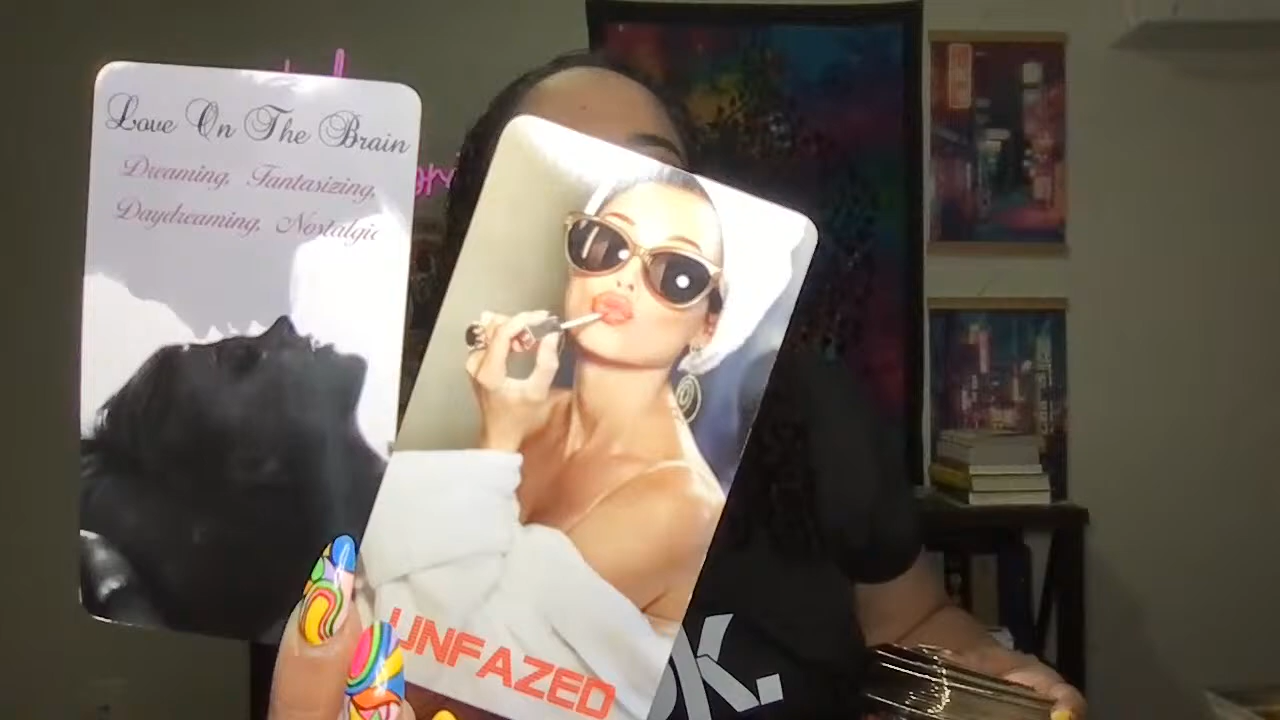 Love On The Brain
Dreaming, Fantasizing,
Daydreaming, Nostalgic
UNFAZED
K.